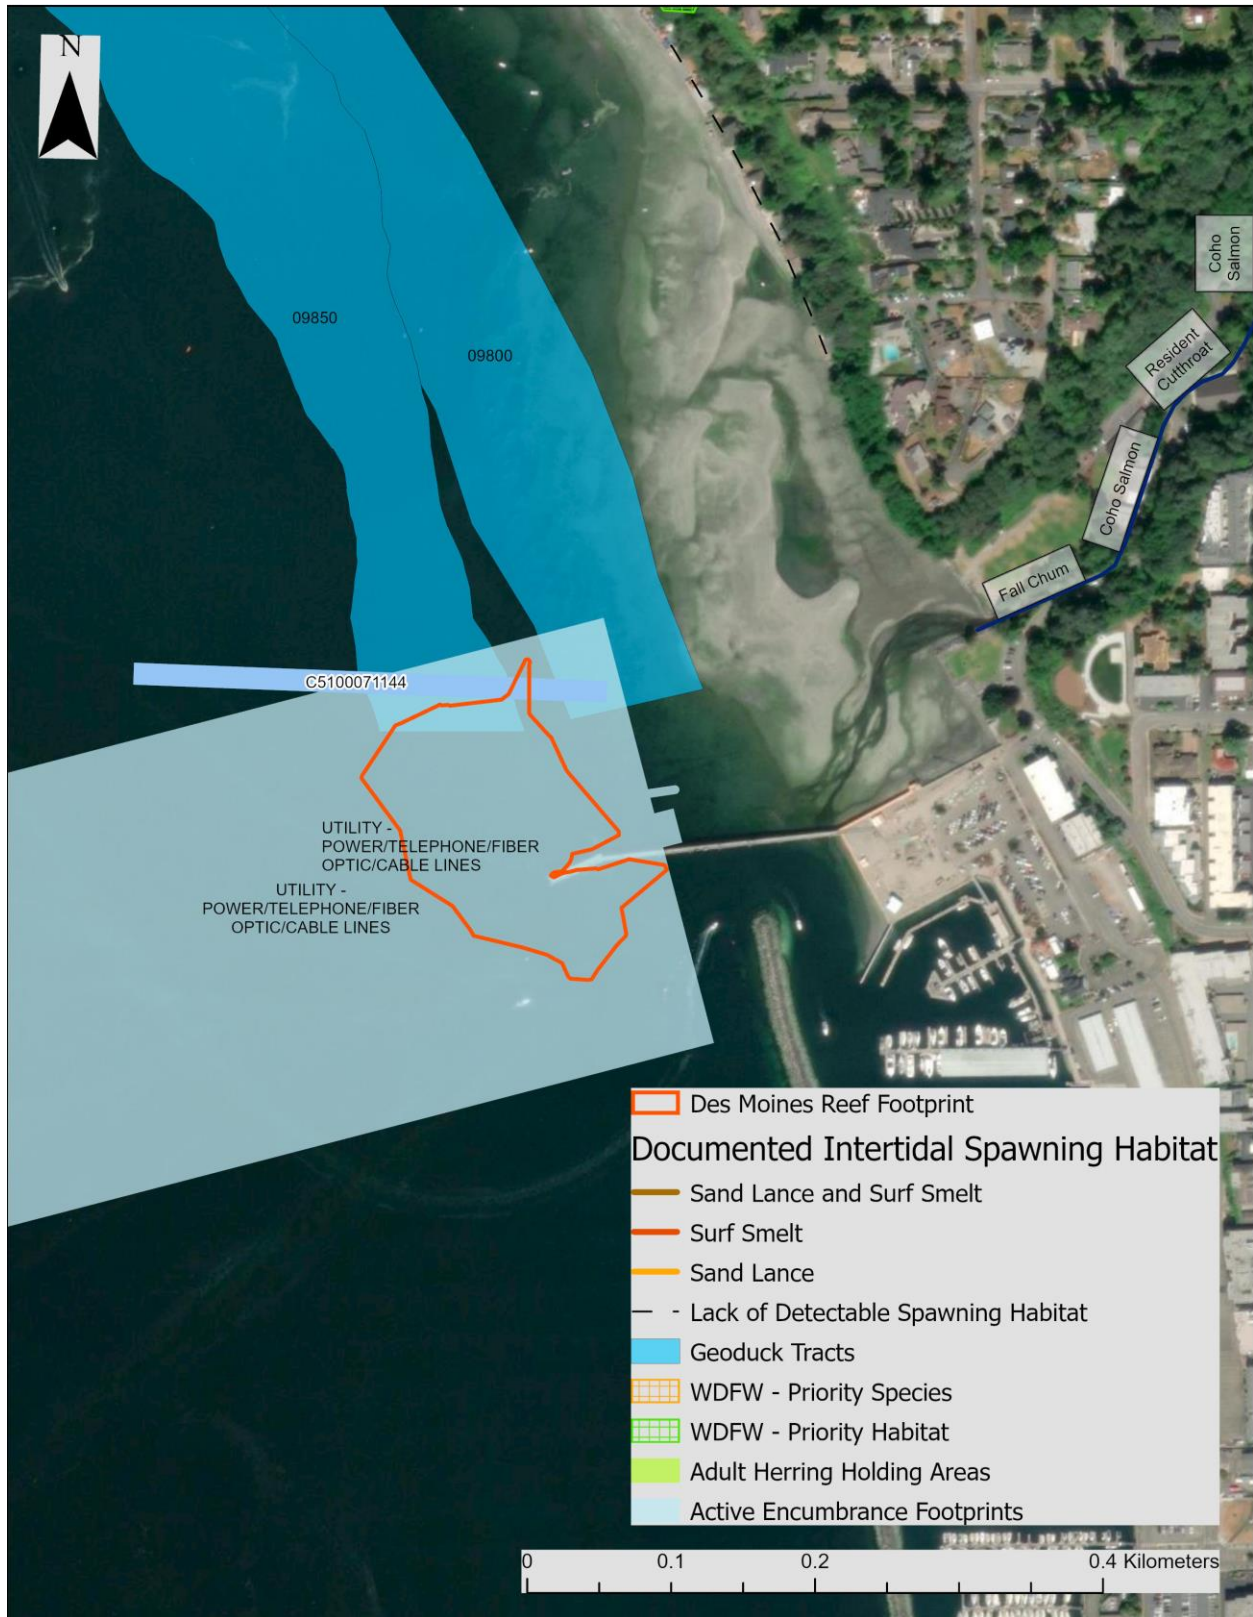 N
09850
09800
Coho
Salmon
Resident
Cutthroat
Coho Salmon
Fall Chum
C5100071144
UTILITY -
POWER/TELEPHONE/FIBER
OPTIC/CABLE LINES
UTILITY -
POWER/TELEPHONE/FIBER
OPTIC/CABLE LINES
Des Moines Reef Footprint
Documented Intertidal Spawning Habitat
Sand Lance and Surf Smelt
Surf Smelt
Sand Lance
Lack of Detectable Spawning Habitat
Geoduck Tracts
WDFW - Priority Species
WDFW - Priority Habitat
Adult Herring Holding Areas
Active Encumbrance Footprints
0 0.1 0.2 0.4 Kilometers